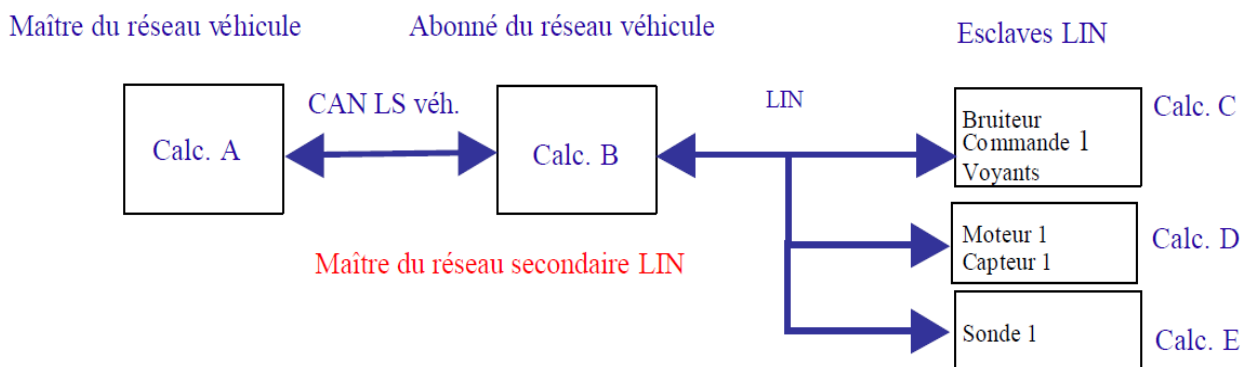 Maître du réseau véhicule
Abonné du réseau véhicule
Esclaves LIN
CAN LS véh.
LIN
Calc. A
Calc. B
Bruiteur
Commande 1
Voyants
Calc. C
Maître du réseau secondaire LIN
Moteur 1
Capteur 1
Calc. D
Sonde 1
Calc. E